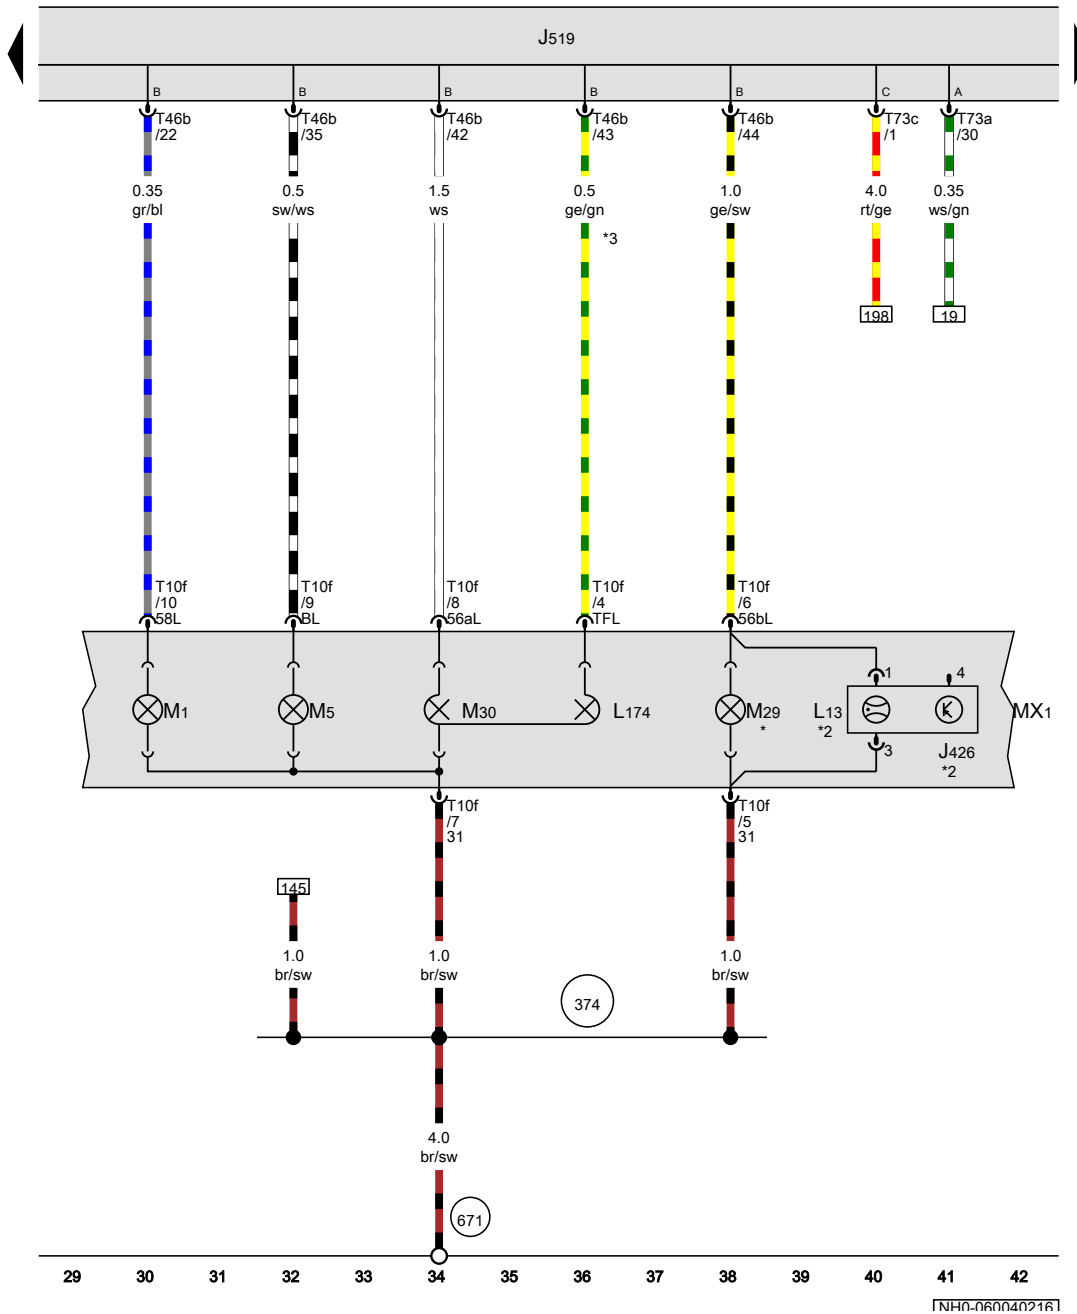 J519
B B B B B C A
T46b T46b T46b T46b T46b T73c T73a
/22 /35 /42 /43 /44 /1 /30
0.35 0.5 1.5 0.5 1.0 4.0 0.35
gr/bl sw/ws ws ge/gn ge/sw rt/ge ws/gn
*3
198 19
T10f T10f T10f T10f T10f
/10 /9 /8 /4 /6
58L BL 56aL TFL 56bL
1 4
M1 M5 M30 L174 M29 L13 MX1
* *2
3 J426
*2
T10f T10f
/7 /5
31 31
145
1.0 1.0 1.0
br/sw br/sw br/sw
374
4.0
br/sw
671
29 30 31 32 33 34 35 36 37 38 39 40 41 42
NH0-060040216